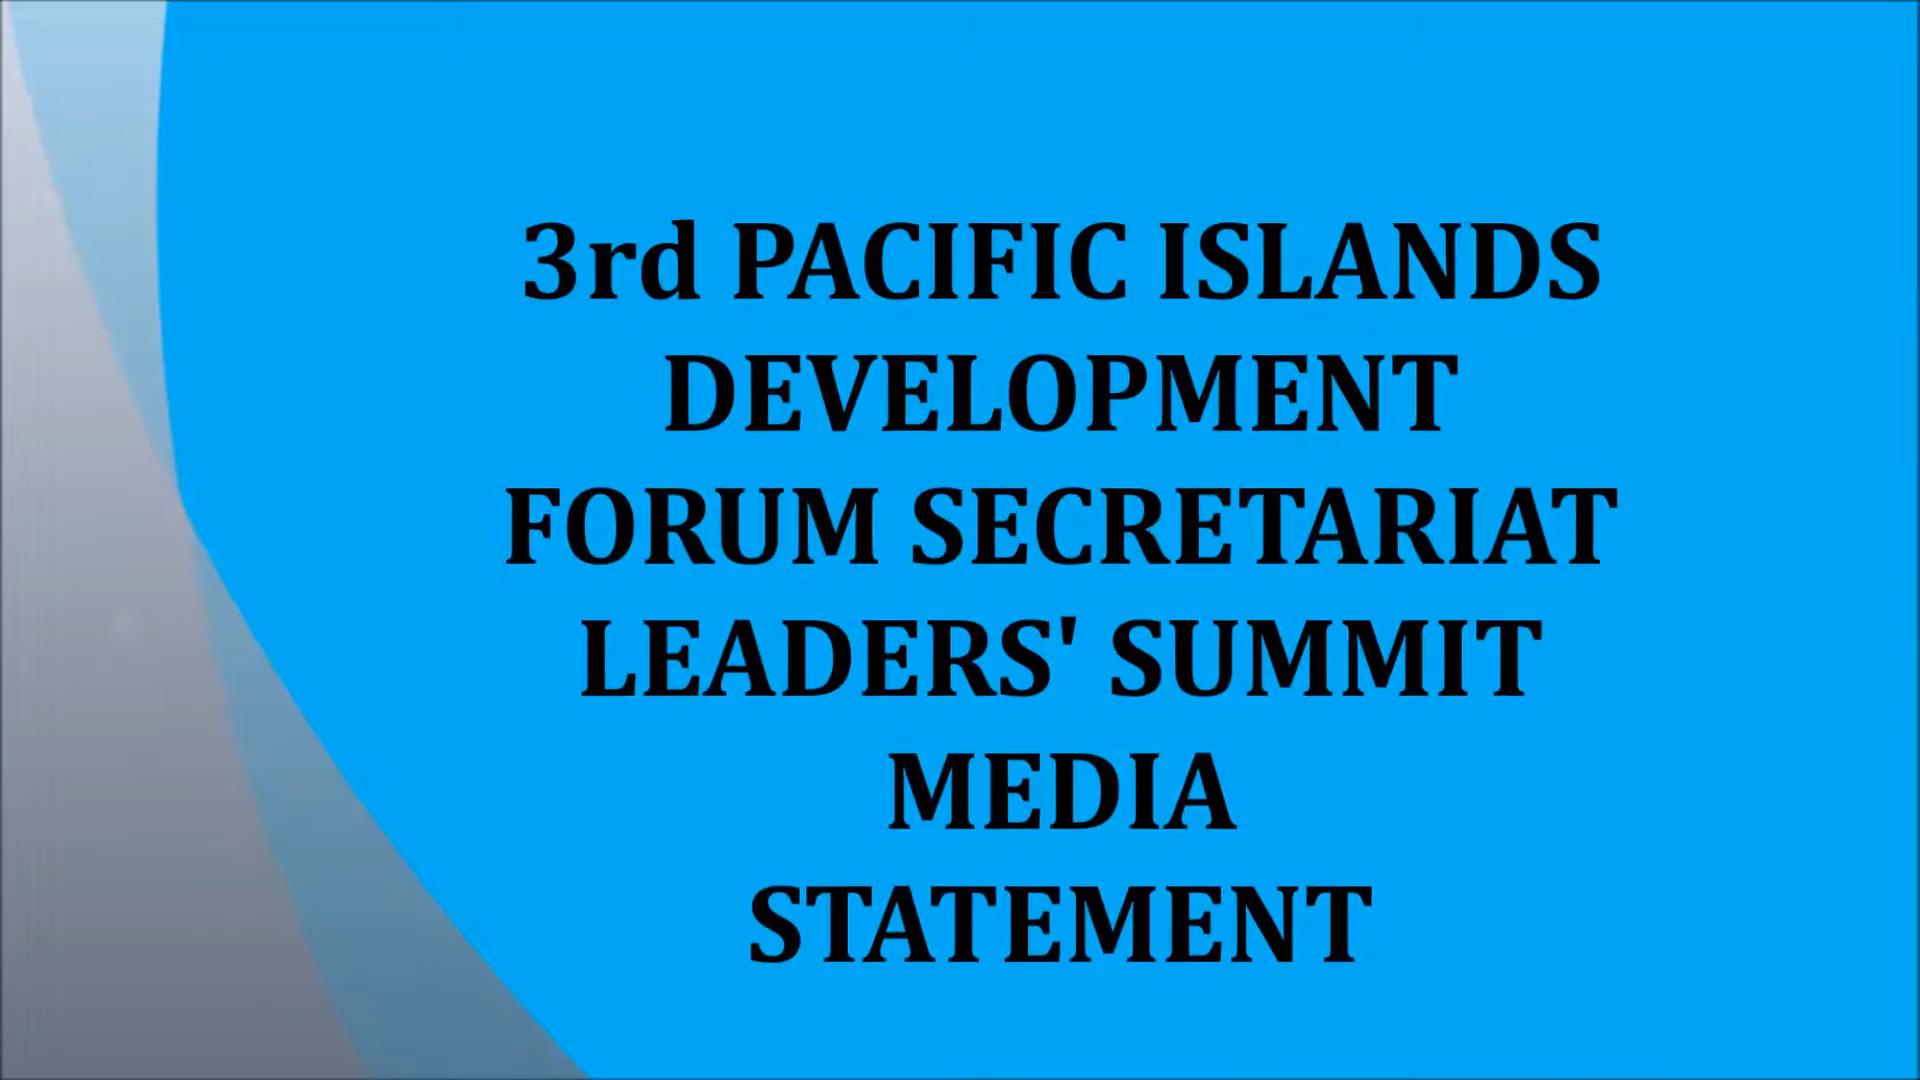 3rd PACIFIC ISLANDS
DEVELOPMENT
FORUM SECRETARIAT
LEADERS' SUMMIT
MEDIA
STATEMENT